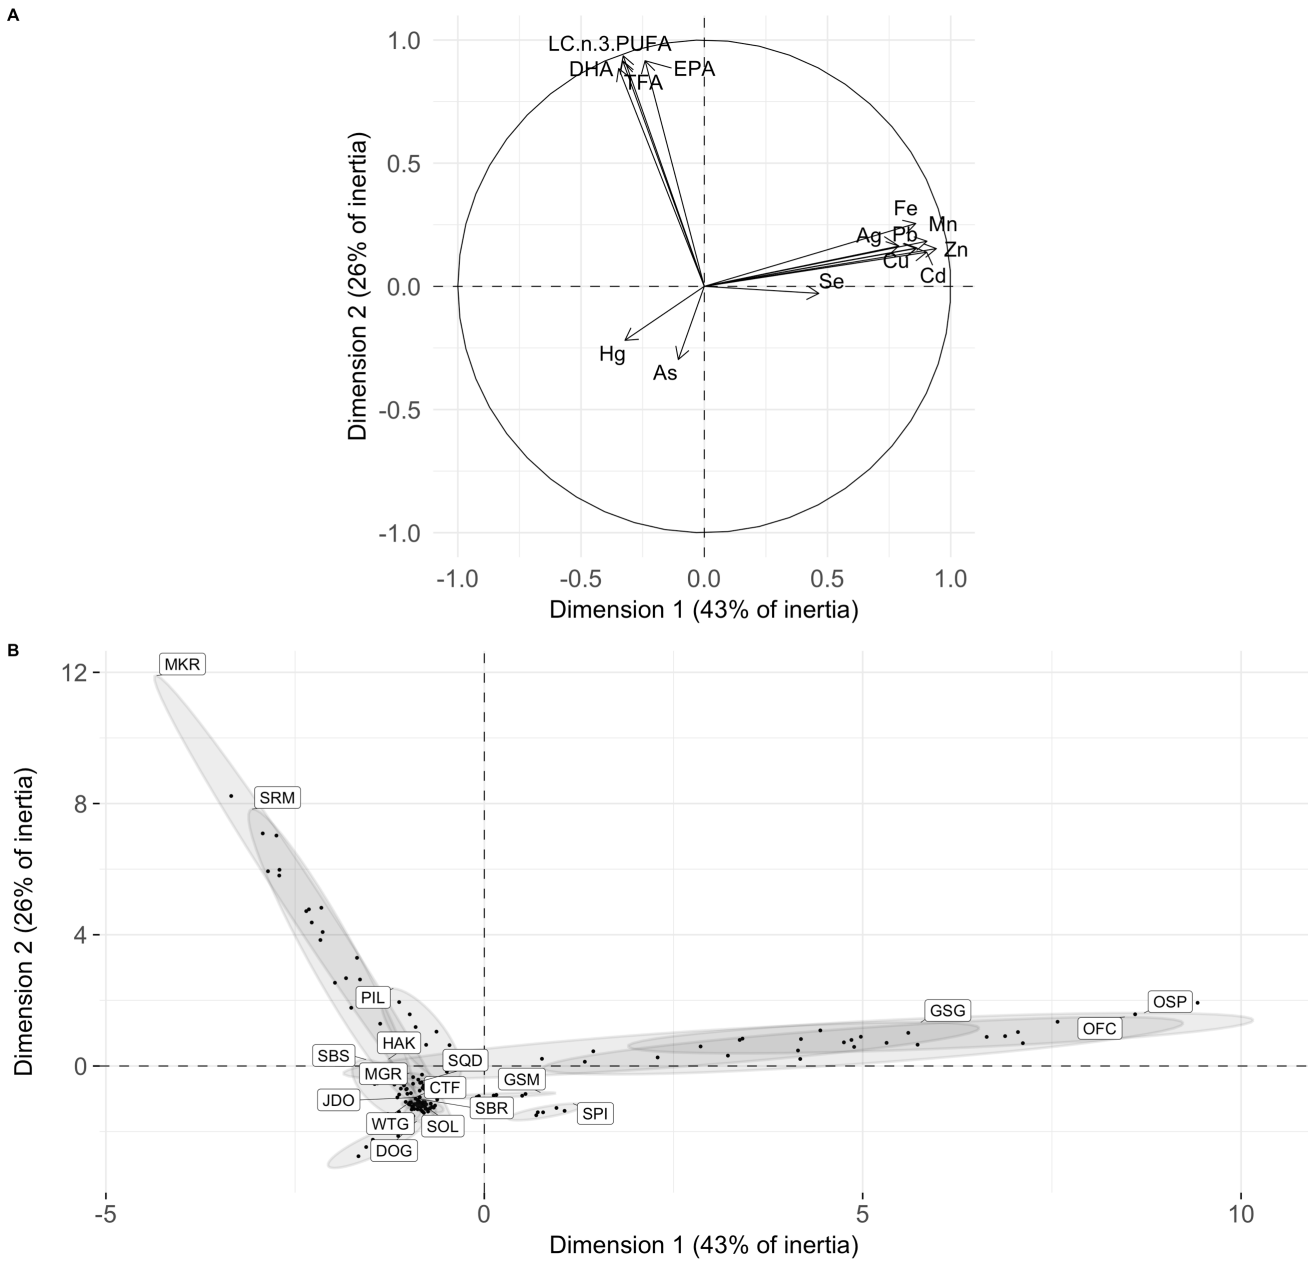 A
1.0
0.5
0.0
-0.5
-1.0
Dimension 2 (26% of inertia)
LC.n.3.PUFA
DHA
TFA
EPA
Fe
Mn
Ag
Pb
Zn
Cu
Cd
Se
Hg
As
-1.0 -0.5 0.0 0.5 1.0
Dimension 1 (43% of inertia)
B
12
8
4
0
Dimension 2 (26% of inertia)
MKR
SRM
PIL
GSG
OSP
OFC
HAK
SBS
SQD
MGR
CTF
GSM
JDO
SBR
SPI
WTG
SOL
DOG
-5 0 5 10
Dimension 1 (43% of inertia)